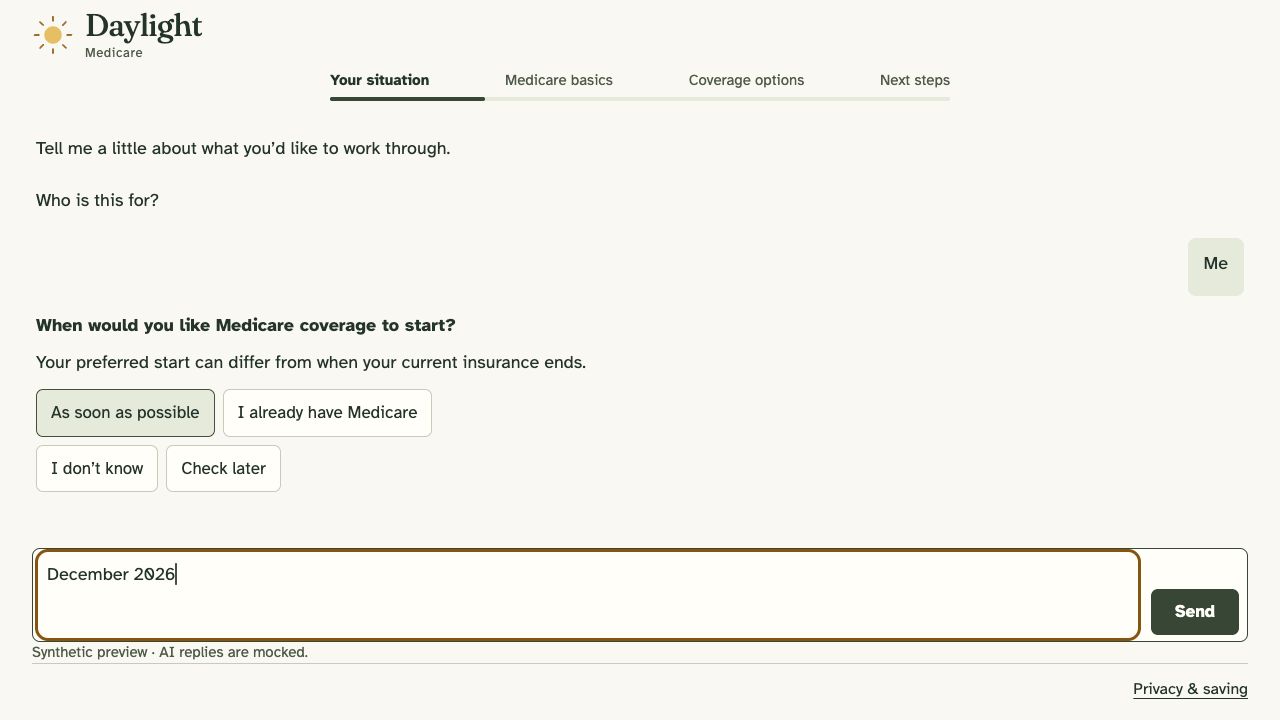 Daylight
Medicare
Your situation
Medicare basics
Coverage options
Next steps
Tell me a little about what you’d like to work through.
Who is this for?
Me
When would you like Medicare coverage to start?
Your preferred start can differ from when your current insurance ends.
As soon as possible
I already have Medicare
I don’t know
Check later
December 2026
Send
Synthetic preview · AI replies are mocked.
Privacy & saving